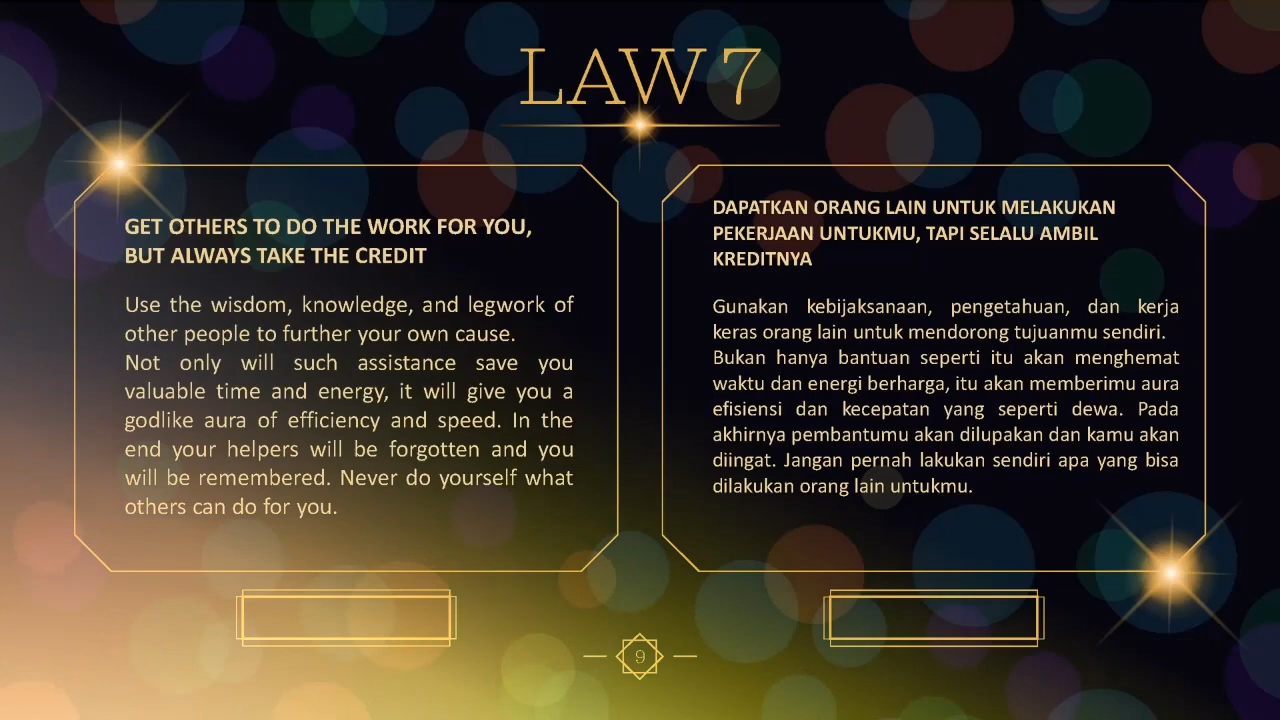 LAW 7
GET OTHERS TO DO THE WORK FOR YOU,
BUT ALWAYS TAKE THE CREDIT
Use the wisdom, knowledge, and legwork of
other people to further your own cause.
Not only will such assistance save you
valuable time and energy, it will give you a
godlike aura of efficiency and speed. In the
end your helpers will be forgotten and you
will be remembered. Never do yourself what
others can do for you.
DAPATKAN ORANG LAIN UNTUK MELAKUKAN
PEKERJAAN UNTUKMU, TAPI SELALU AMBIL
KREDITNYA
Gunakan kebijaksanaan, pengetahuan, dan kerja
keras orang lain untuk mendorong tujuanmu sendiri.
Bukan hanya bantuan seperti itu akan menghemat
waktu dan energi berharga, itu akan memberimu aura
efisiensi dan kecepatan yang seperti dewa. Pada
akhirnya pembantumu akan dilupakan dan kamu akan
diingat. Jangan pernah lakukan sendiri apa yang bisa
dilakukan orang lain untukmu.
9